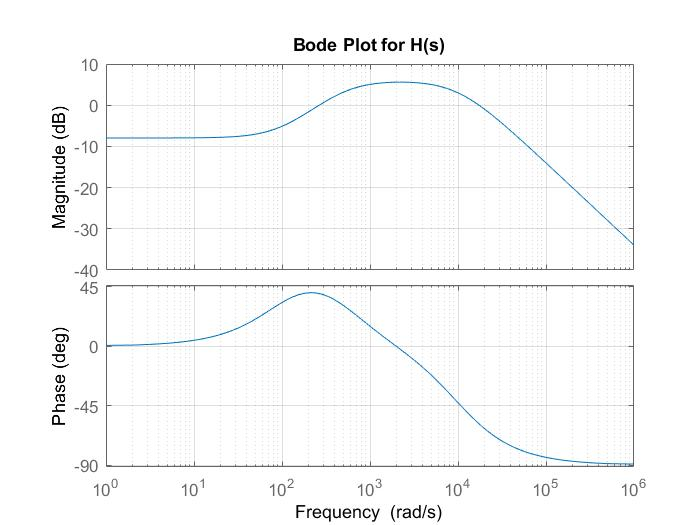 Bode Plot for H(s)
10
0
-10
-20
-30
-40
Magnitude (dB)
45
0
-45
-90
Phase (deg)
10^0 10^1 10^2 10^3 10^4 10^5 10^6
Frequency (rad/s)